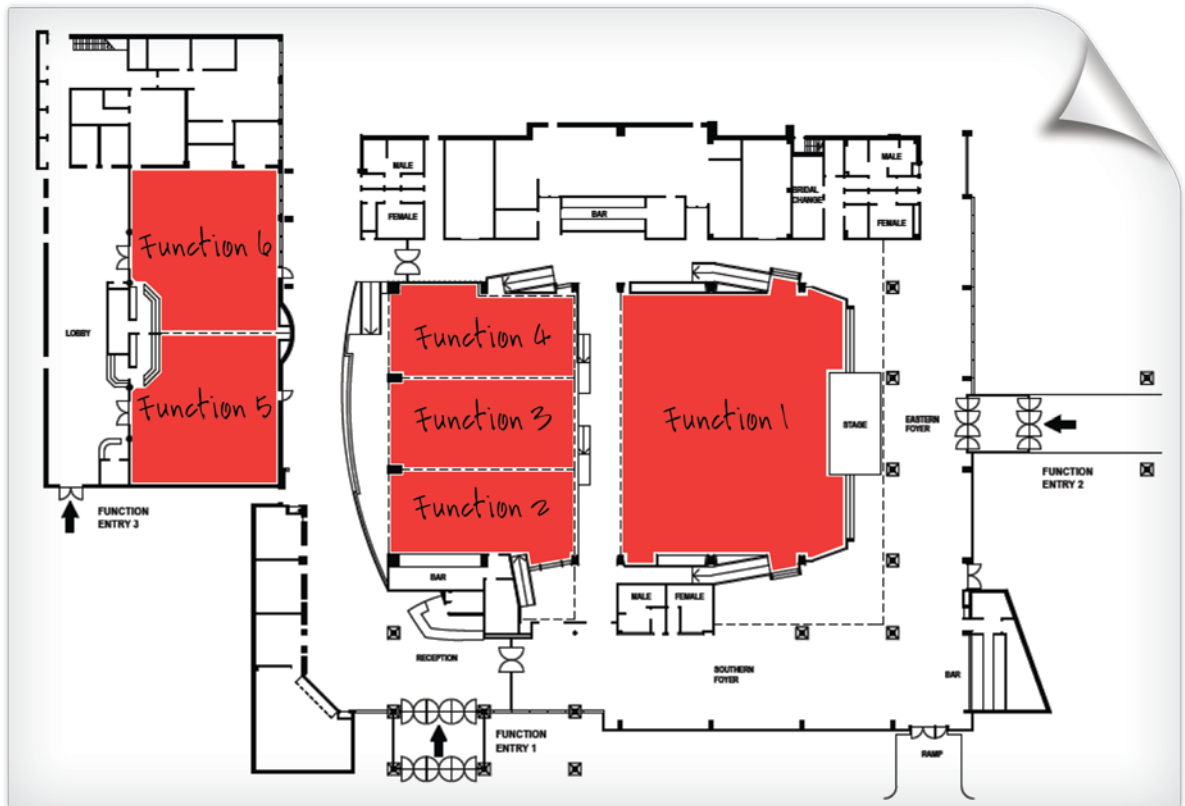 MALE
FEMALE
BAR
BRIDAL
CHANGE
MALE
FEMALE
Function 6
LOBBY
Function 5
FUNCTION
ENTRY 3
Function 4
Function 3
Function 2
Function 1
STAGE
EASTERN
FOYER
FUNCTION
ENTRY 2
BAR
MALE
FEMALE
RECEPTION
SOUTHERN
FOYER
BAR
FUNCTION
ENTRY 1
RAMP